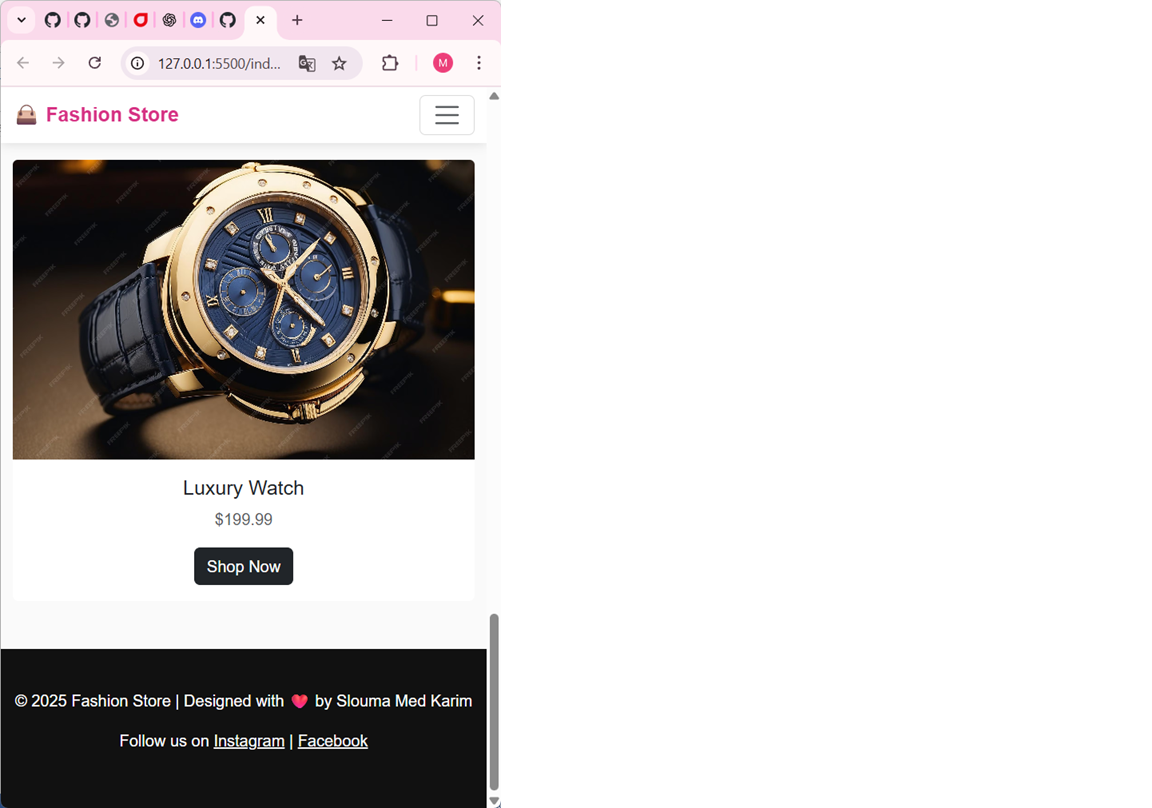 127.0.0.1:5500/ind...
M
Fashion Store
Luxury Watch
$199.99
Shop Now
© 2025 Fashion Store | Designed with ❤️ by Slouma Med Karim
Follow us on Instagram | Facebook